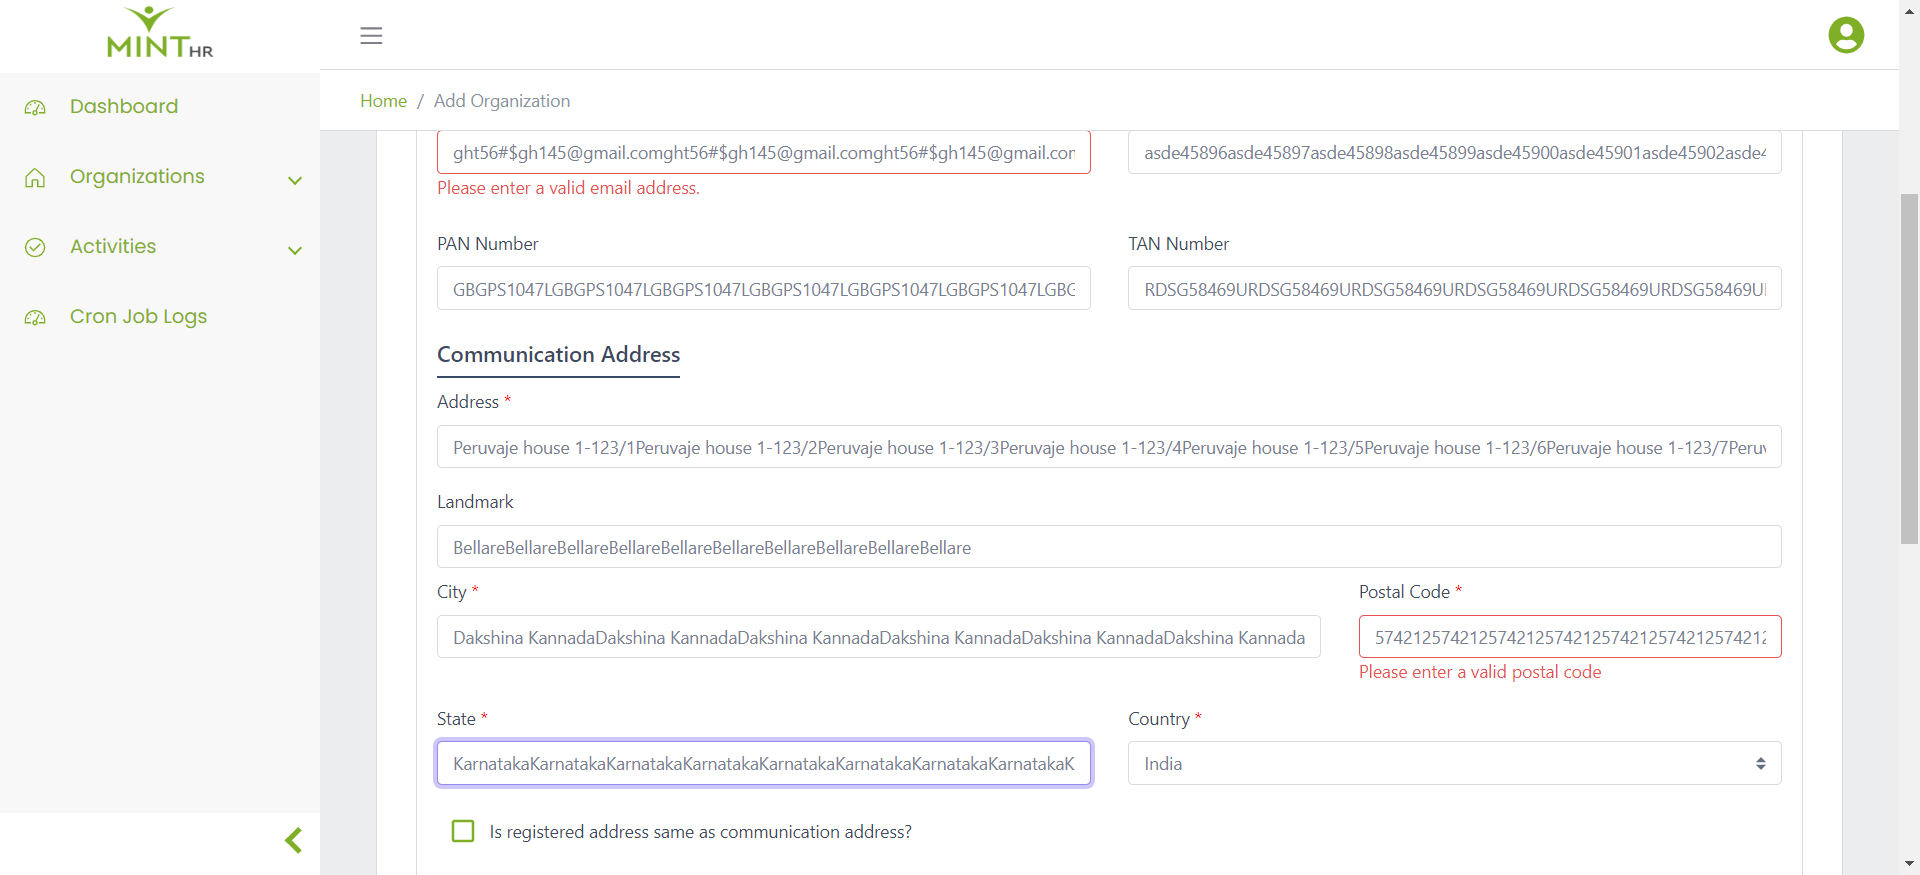 MINT HR
Dashboard
Organizations
Activities
Cron Job Logs
Home / Add Organization
ght56#$gh145@gmail.comght56#$gh145@gmail.comght56#$gh145@gmail.con
asde45896asde45897asde45898asde45899asde45900asde45901asde45902asde4
Please enter a valid email address.
PAN Number
TAN Number
GBGPS1047LGBGPS1047LGBGPS1047LGBGPS1047LGBGPS1047LGBGPS1047LGBG
RDSG58469URDSG58469URDSG58469URDSG58469URDSG58469URDSG58469U
Communication Address
Address *
Peruvaje house 1-123/1Peruvaje house 1-123/2Peruvaje house 1-123/3Peruvaje house 1-123/4Peruvaje house 1-123/5Peruvaje house 1-123/6Peruvaje house 1-123/7Peruv
Landmark
BellareBellareBellareBellareBellareBellareBellareBellareBellareBellare
City *
Postal Code *
Dakshina KannadaDakshina KannadaDakshina KannadaDakshina KannadaDakshina KannadaDakshina Kannada
574212574212574212574212574212574212574212
Please enter a valid postal code
State *
Country *
KarnatakaKarnatakaKarnatakaKarnatakaKarnatakaKarnatakaKarnatakaKarnatakaK
India
Is registered address same as communication address?